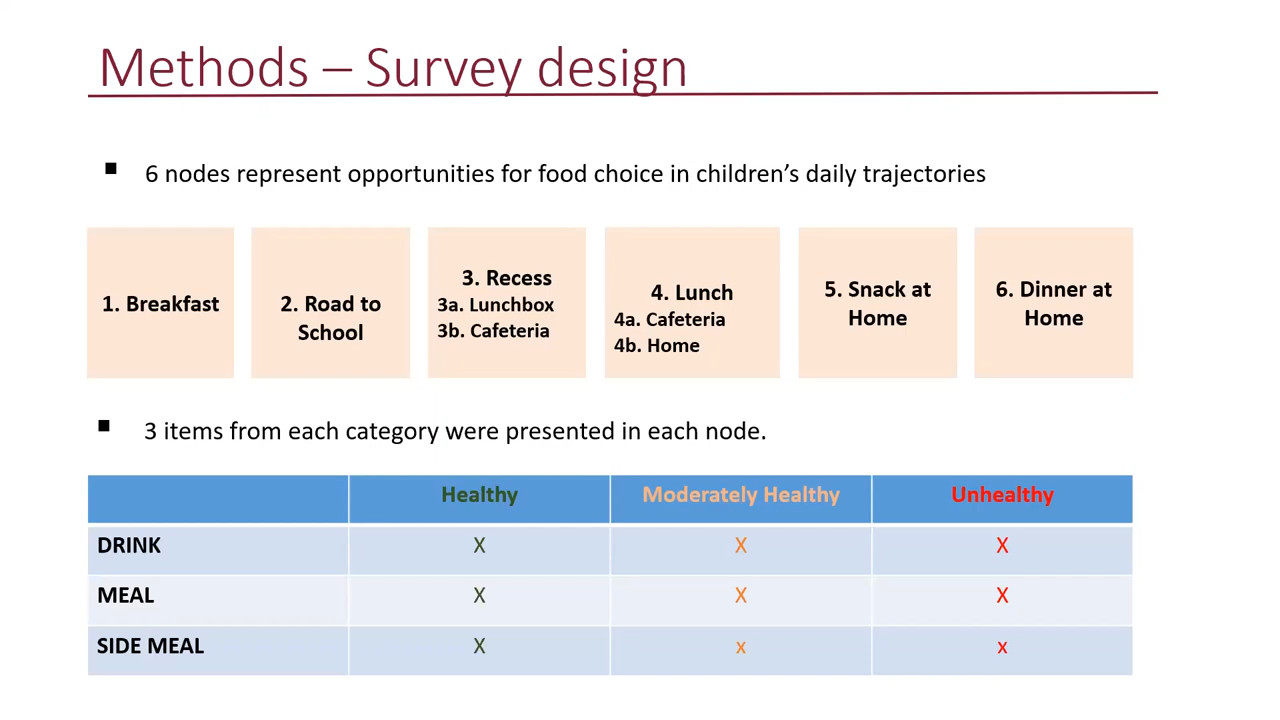 Methods – Survey design
▪ 6 nodes represent opportunities for food choice in children’s daily trajectories
1. Breakfast
2. Road to
School
3. Recess
3a. Lunchbox
3b. Cafeteria
4. Lunch
4a. Cafeteria
4b. Home
5. Snack at
Home
6. Dinner at
Home
▪ 3 items from each category were presented in each node.
Healthy Moderately Healthy Unhealthy
DRINK X X X
MEAL X X X
SIDE MEAL X x x